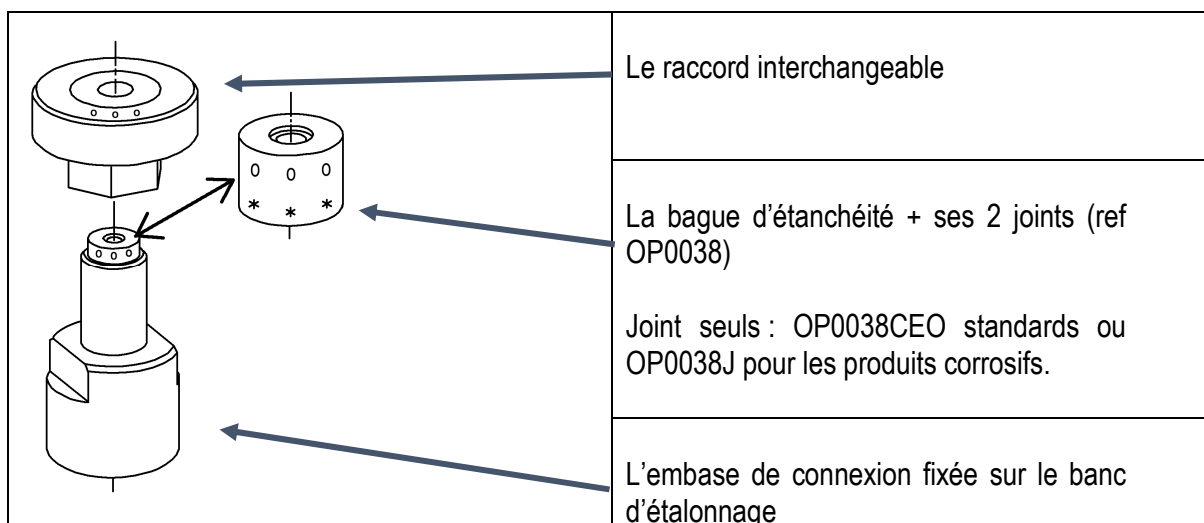 Le raccord interchangeable
La bague d’étanchéité + ses 2 joints (ref
OP0038)
Joint seuls : OP0038CEO standards ou
OP0038J pour les produits corrosifs.
L’embase de connexion fixée sur le banc
d’étalonnage